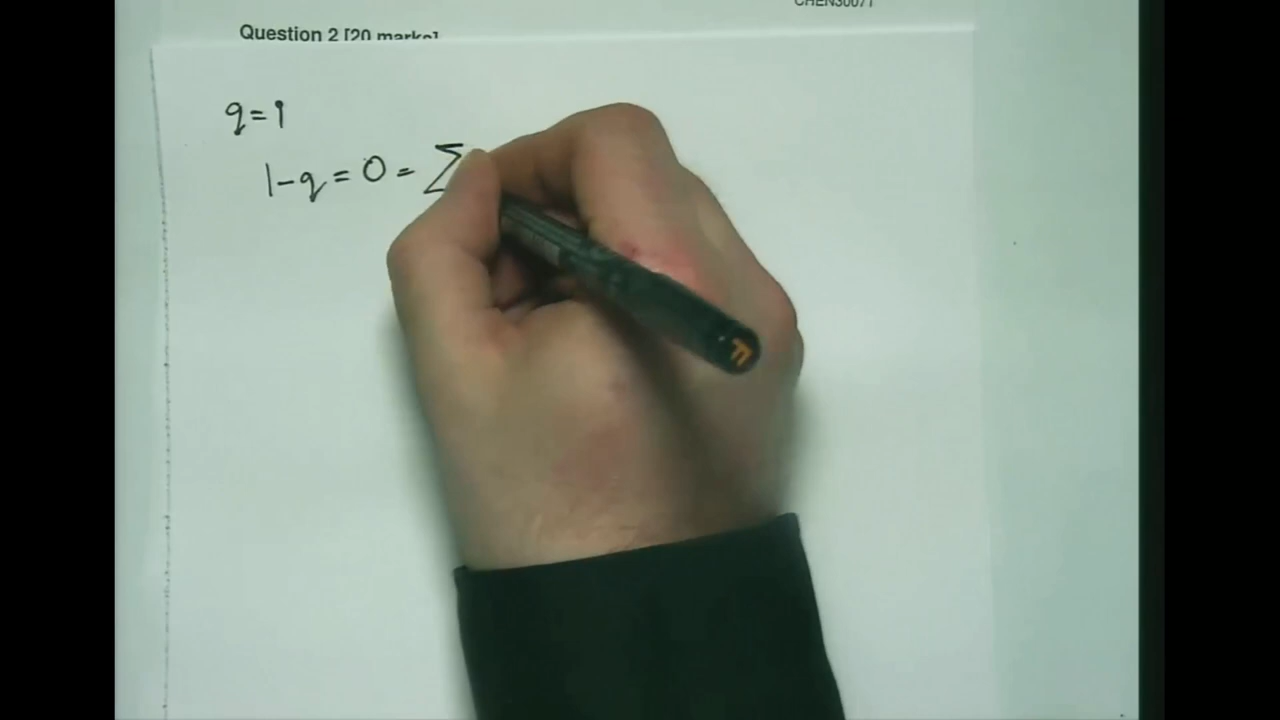 Question 2 [20 marks]
q=1
1-q = 0 = Σ
F